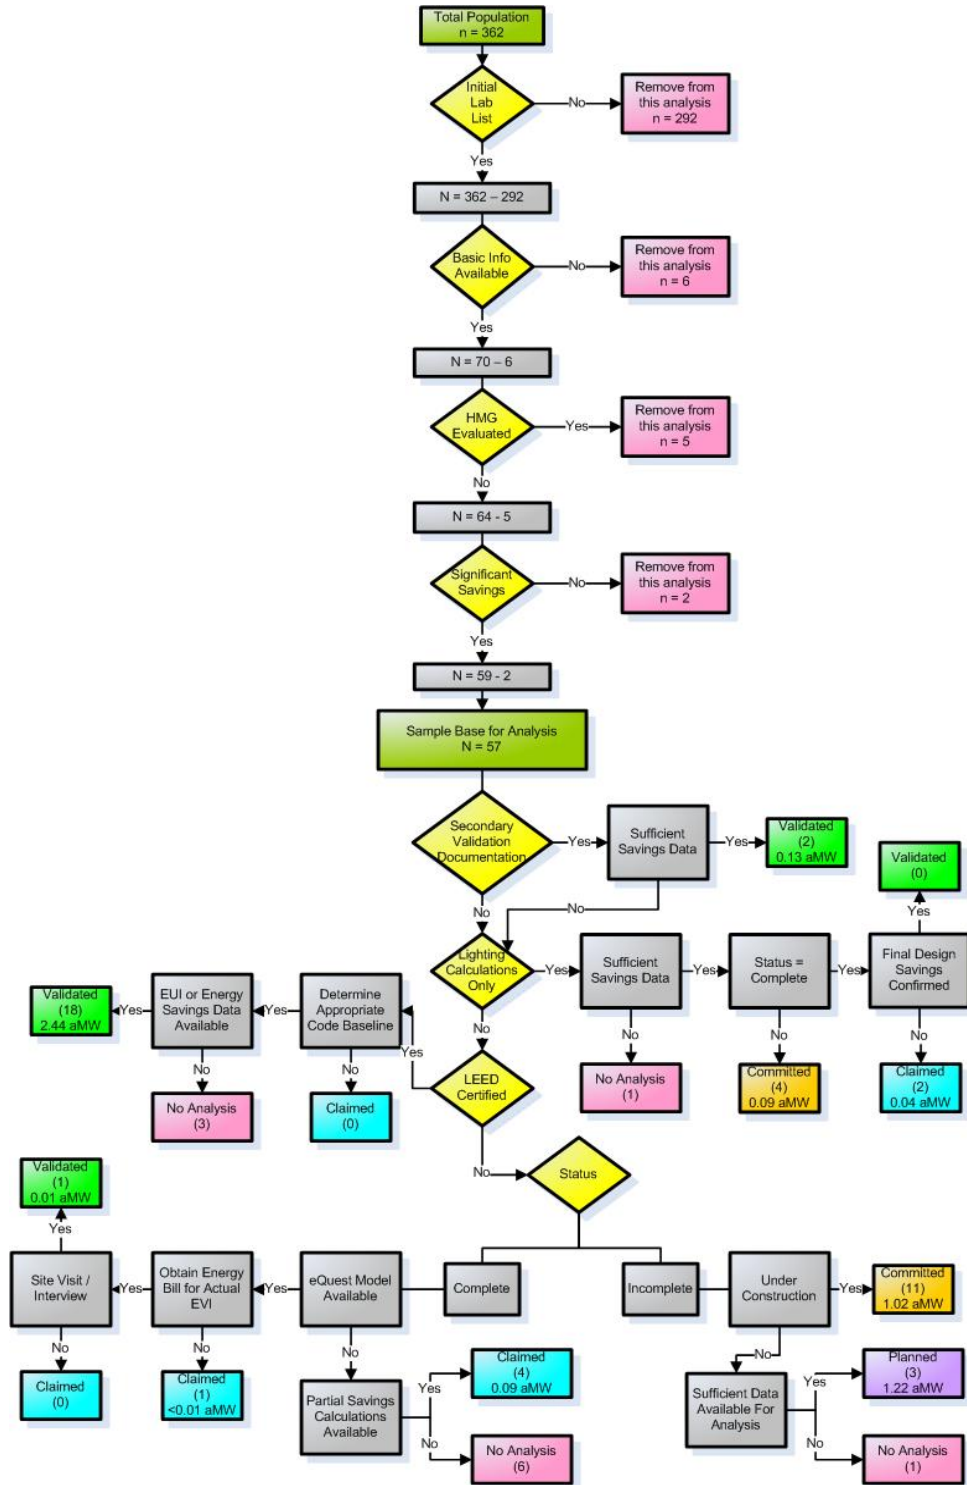 Total Population
n = 362
Initial
Lab
List
No
Remove from
this analysis
n = 292
Yes
N = 362 – 292
Basic Info
Available
No
Remove from
this analysis
n = 6
Yes
N = 70 – 6
HMG
Evaluated
Yes
Remove from
this analysis
n = 5
No
N = 64 - 5
Significant
Savings
No
Remove from
this analysis
n = 2
Yes
N = 59 - 2
Sample Base for Analysis
N = 57
Secondary
Validation
Documentation
Yes
Sufficient
Savings Data
Yes
Validated
(2)
0.13 aMW
Validated
(0)
No
No
Yes
Lighting
Calculations
Only
Yes
Sufficient
Savings Data
Yes
Status =
Complete
Yes
Final Design
Savings
Confirmed
No
No
No
No Analysis
(1)
Committed
(4)
0.09 aMW
Claimed
(2)
0.04 aMW
No
Validated
(18)
2.44 aMW
Yes
EUI or Energy
Savings Data
Available
Yes
Determine
Appropriate
Code Baseline
Yes
LEED
Certified
No
No
No Analysis
(3)
Claimed
(0)
No
Status
Validated
(1)
0.01 aMW
Yes
Site Visit /
Interview
Yes
Obtain Energy
Bill for Actual
EVI
Yes
eQuest Model
Available
Complete
Incomplete
Under
Construction
Yes
Committed
(11)
1.02 aMW
No
No
No
No
Claimed
(0)
Claimed
(1)
<0.01 aMW
Partial Savings
Calculations
Available
Yes
Claimed
(4)
0.09 aMW
No
No Analysis
(6)
Sufficient Data
Available For
Analysis
Yes
Planned
(3)
1.22 aMW
No
No Analysis
(1)